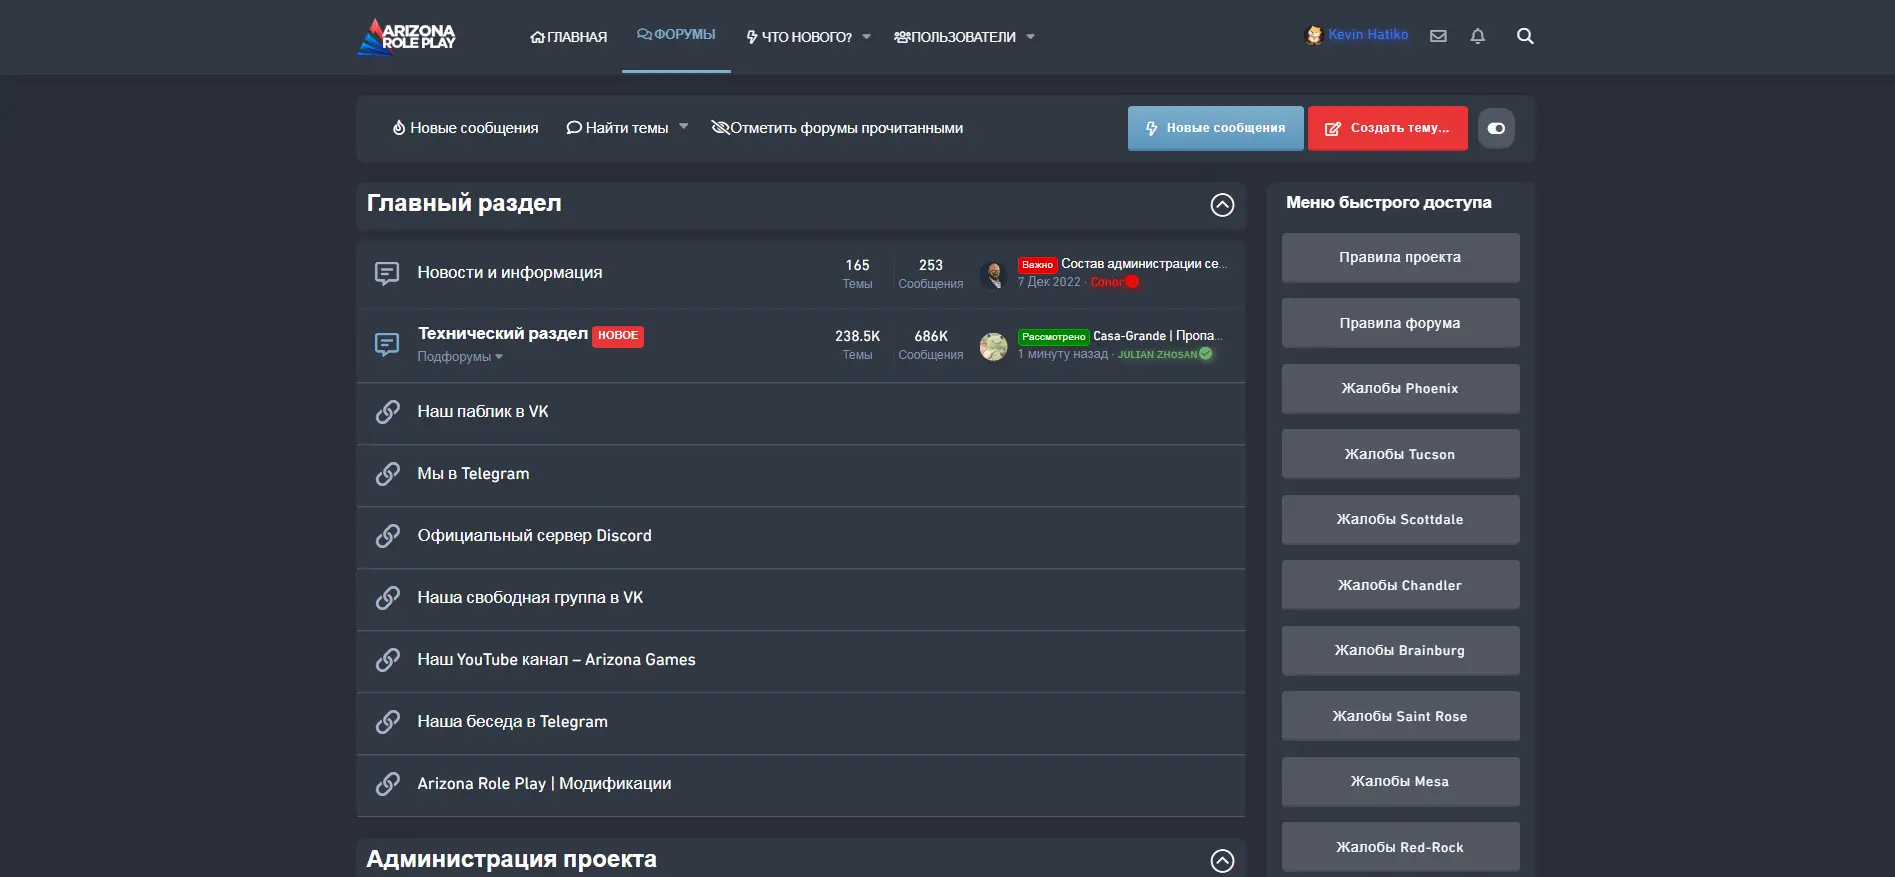 ARIZONA
ROLE PLAY
ГЛАВНАЯ
ФОРУМЫ
ЧТО НОВОГО?
ПОЛЬЗОВАТЕЛИ
Kevin Hatiko
Новые сообщения
Найти темы
Отметить форумы прочитанными
Новые сообщения
Создать тему...
Главный раздел
Новости и информация
165
Темы
253
Сообщения
Важно Состав администрации се...
7 Дек 2022 · Conor
Технический раздел НОВОЕ
Подфорумы
238.5K
Темы
686K
Сообщения
Рассмотрено Casa-Grande | Пропа...
1 минуту назад · JULIAN ZHOSAN
Наш паблик в VK
Мы в Telegram
Официальный сервер Discord
Наша свободная группа в VK
Наш YouTube канал – Arizona Games
Наша беседа в Telegram
Arizona Role Play | Модификации
Администрация проекта
Меню быстрого доступа
Правила проекта
Правила форума
Жалобы Phoenix
Жалобы Tucson
Жалобы Scottdale
Жалобы Chandler
Жалобы Brainburg
Жалобы Saint Rose
Жалобы Mesa
Жалобы Red-Rock